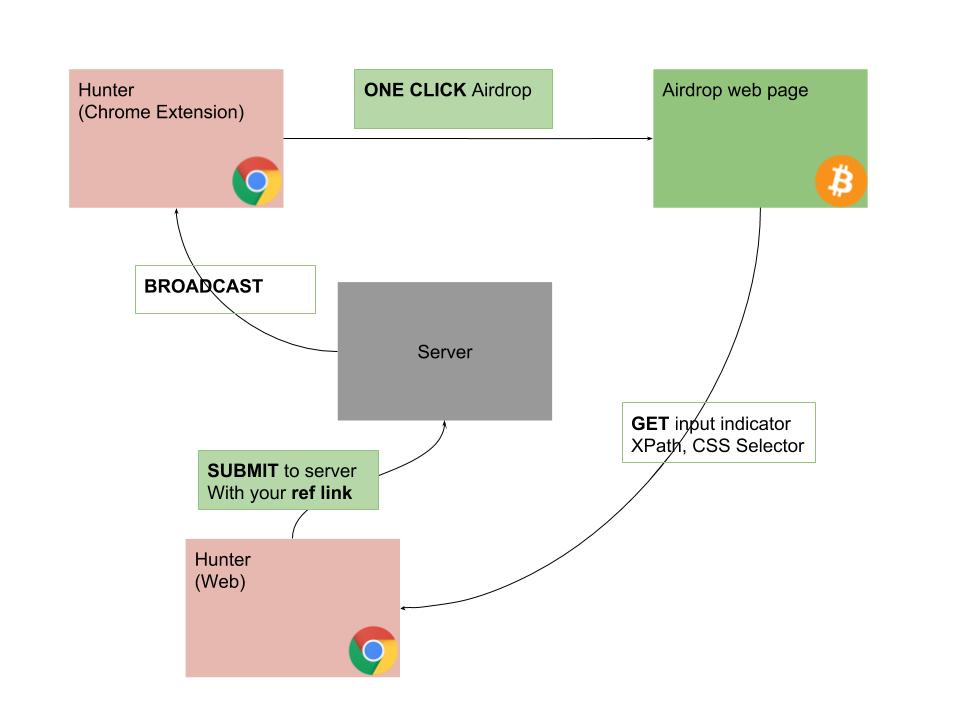 Hunter
(Chrome Extension)
ONE CLICK Airdrop
Airdrop web page
BROADCAST
Server
GET input indicator
XPath, CSS Selector
SUBMIT to server
With your ref link
Hunter
(Web)